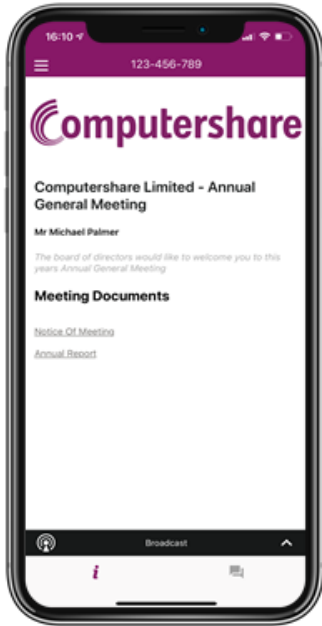 16:10
123-456-789
Computershare
Computershare Limited - Annual
General Meeting
Mr Michael Palmer
The board of directors would like to welcome you to this
years Annual General Meeting
Meeting Documents
Notice Of Meeting
Annual Report
Broadcast
i